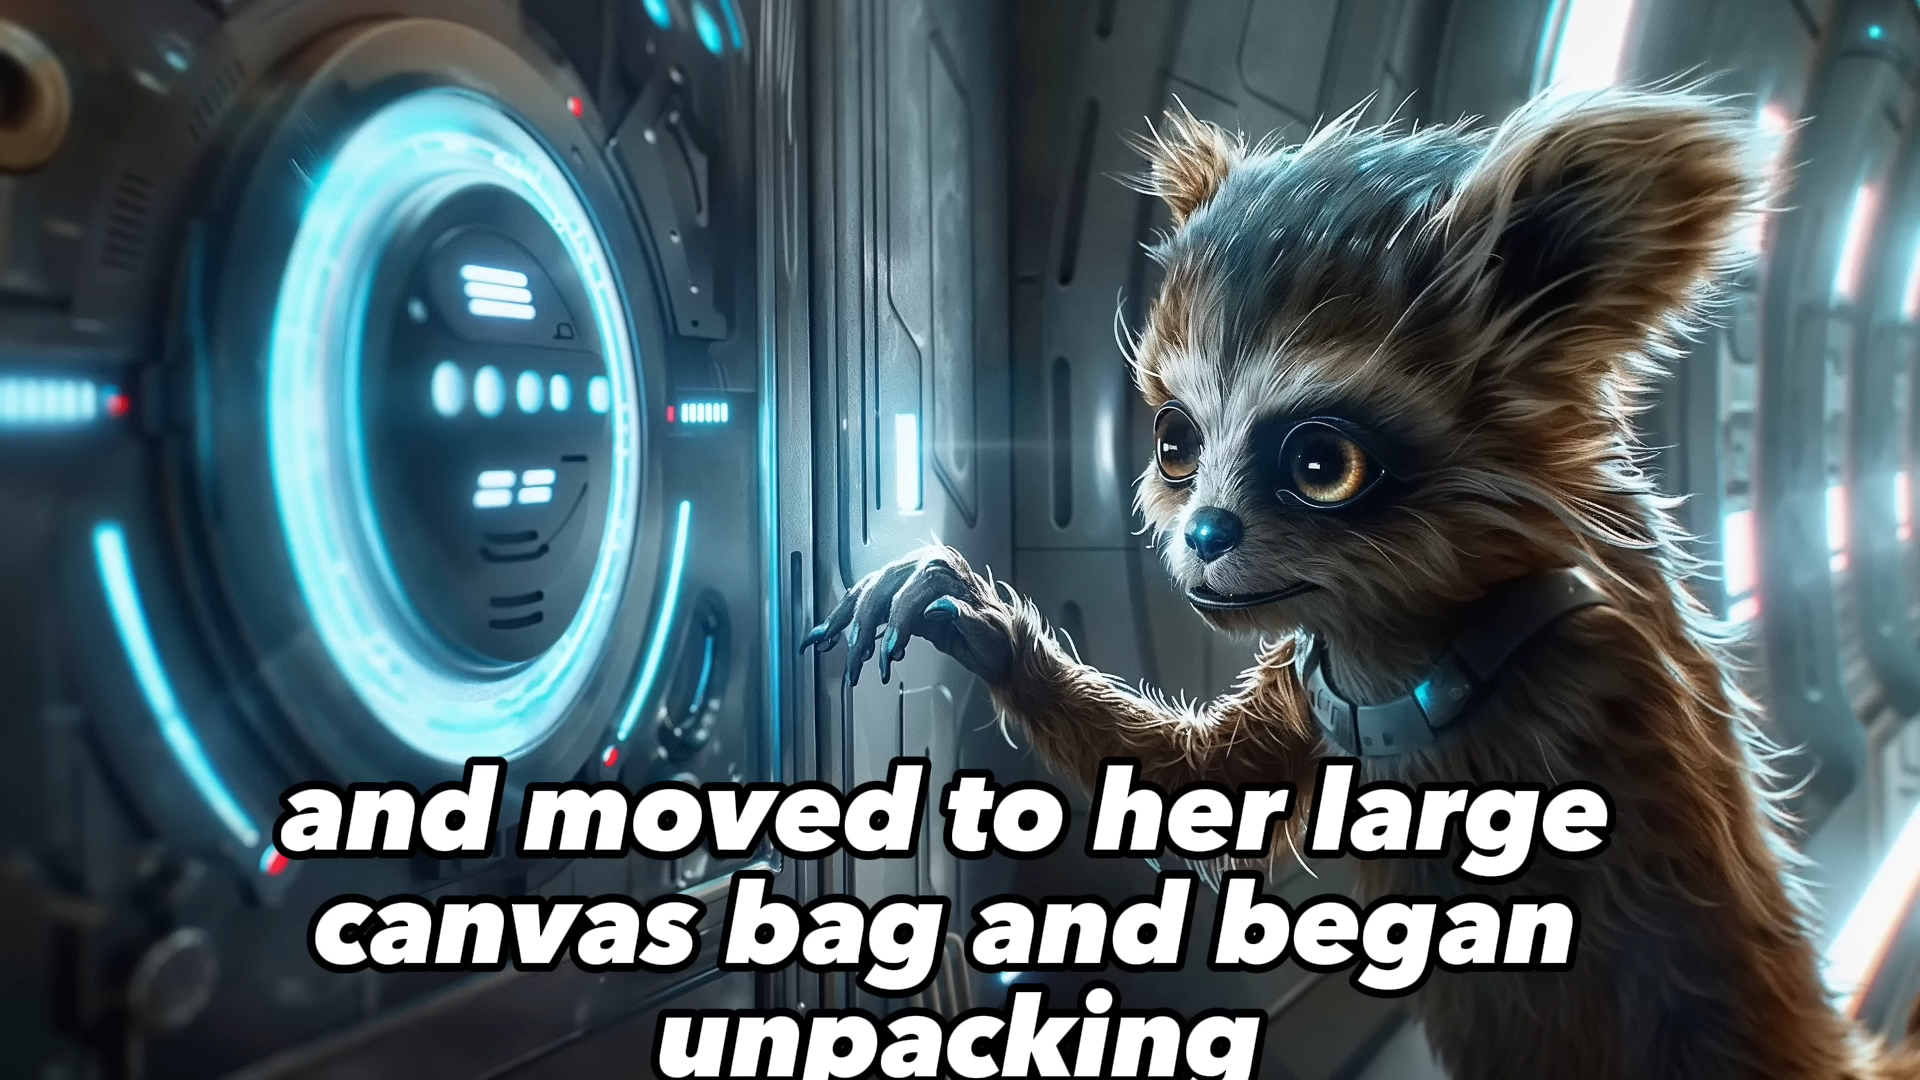 and moved to her large
canvas bag and began
unpacking